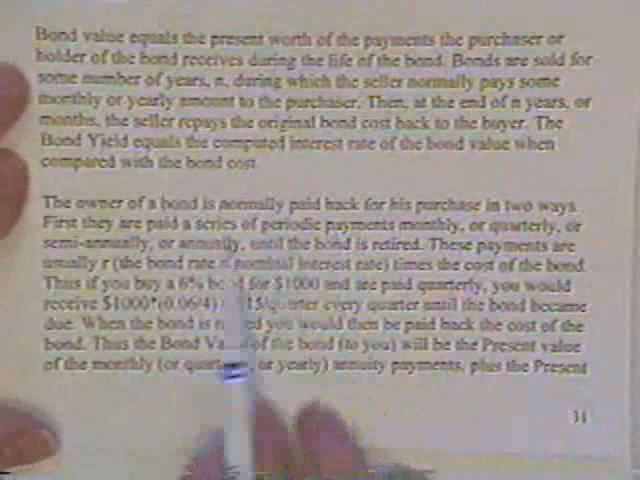 Bond value equals the present worth of the payments the purchaser or
holder of the bond receives during the life of the bond. Bonds are sold for
some number of years, n, during which the seller normally pays some
monthly or yearly amount to the purchaser. Then, at the end of n years, or
months, the seller repays the original bond cost back to the buyer. The
Bond Yield equals the computed interest rate of the bond value when
compared with the bond cost.
The owner of a bond is normally paid back for his purchase in two ways.
First they are paid a series of periodic payments monthly, or quarterly, or
semi-annually, or annually, until the bond is retired. These payments are
usually r (the bond rate nominal interest rate) times the cost of the bond.
Thus if you buy a 6% bond for $1000 and are paid quarterly, you would
receive $1000*(0.06/4) $15/quarter every quarter until the bond became
due. When the bond is you would then be paid back the cost of the
bond. Thus the Bond of the bond (to you) will be the Present value
of the monthly (or or yearly) annuity payments, plus the Present
31